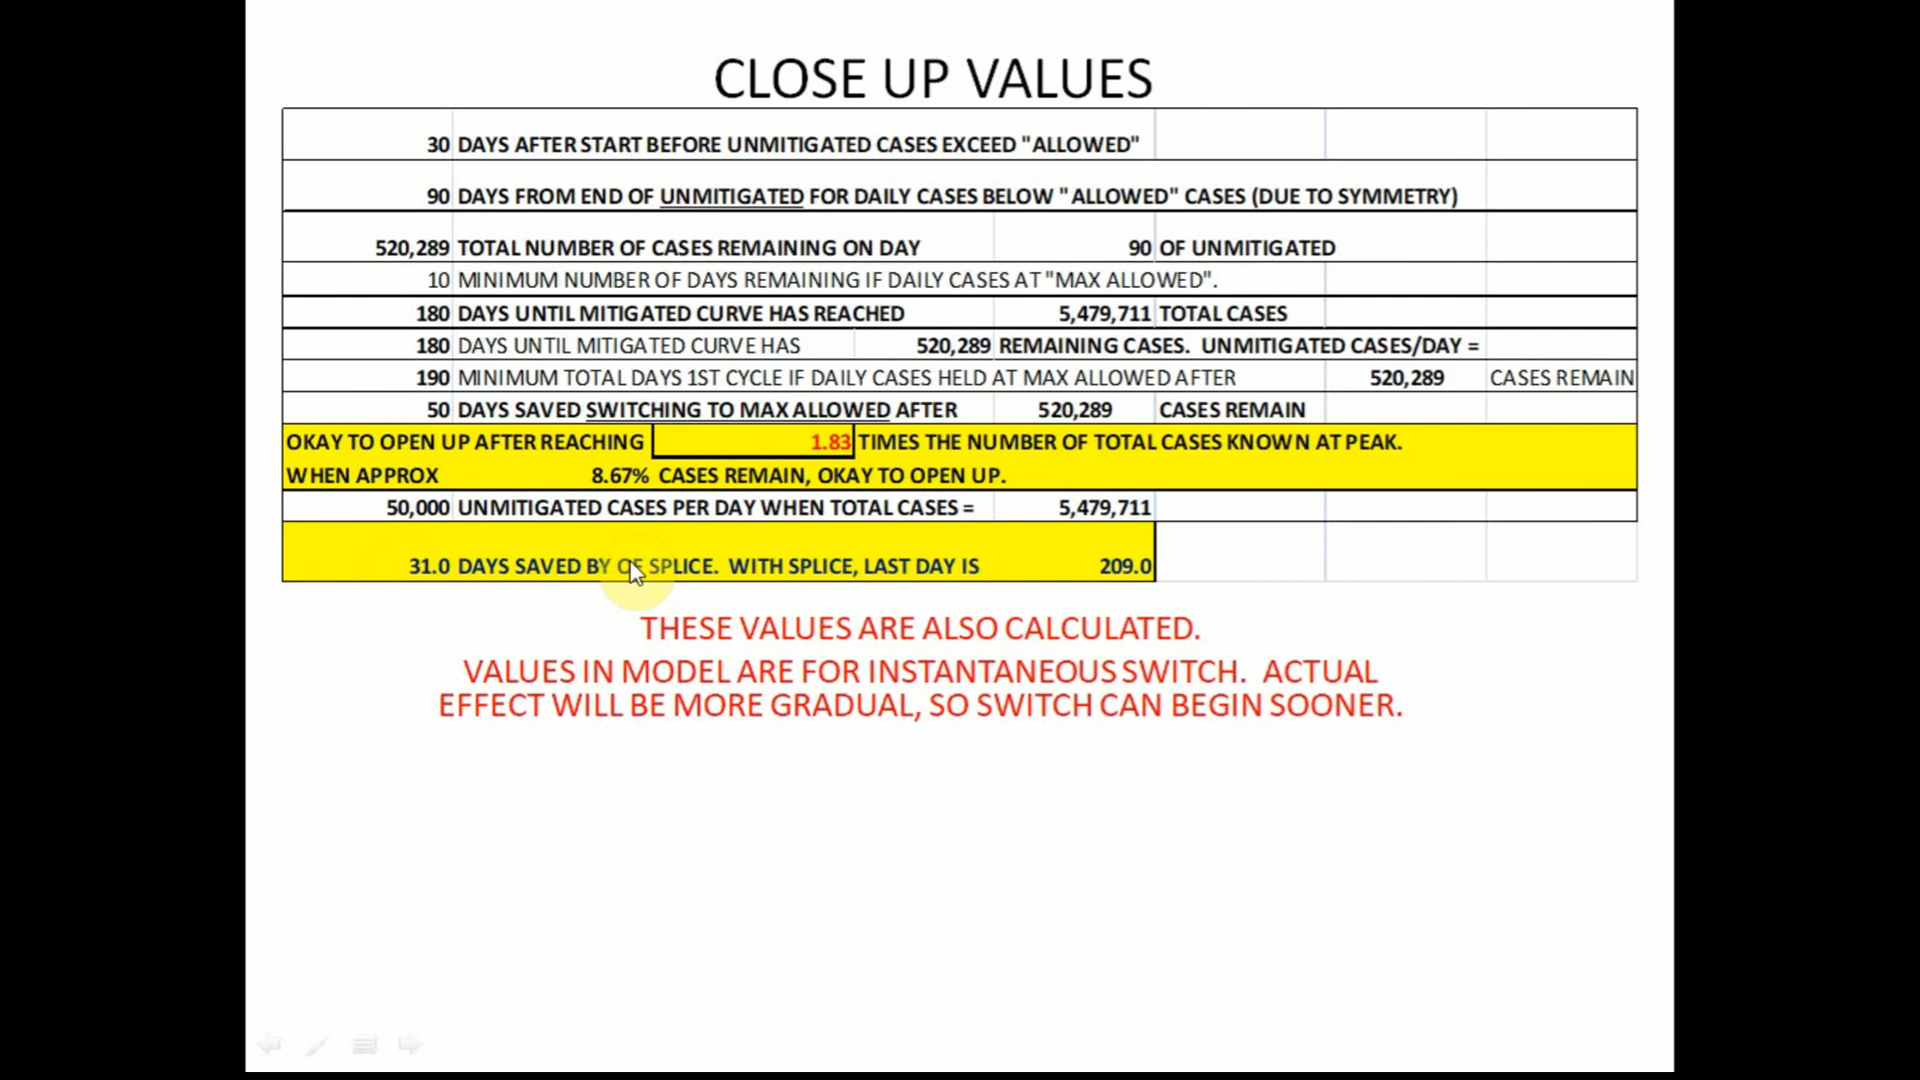 CLOSE UP VALUES
30 DAYS AFTER START BEFORE UNMITIGATED CASES EXCEED "ALLOWED"
90 DAYS FROM END OF UNMITIGATED FOR DAILY CASES BELOW "ALLOWED" CASES (DUE TO SYMMETRY)
520,289 TOTAL NUMBER OF CASES REMAINING ON DAY 90 OF UNMITIGATED
10 MINIMUM NUMBER OF DAYS REMAINING IF DAILY CASES AT "MAX ALLOWED".
180 DAYS UNTIL MITIGATED CURVE HAS REACHED 5,479,711 TOTAL CASES
180 DAYS UNTIL MITIGATED CURVE HAS 520,289 REMAINING CASES. UNMITIGATED CASES/DAY =
190 MINIMUM TOTAL DAYS 1ST CYCLE IF DAILY CASES HELD AT MAX ALLOWED AFTER 520,289 CASES REMAIN
50 DAYS SAVED SWITCHING TO MAX ALLOWED AFTER 520,289 CASES REMAIN
OKAY TO OPEN UP AFTER REACHING 1.83 TIMES THE NUMBER OF TOTAL CASES KNOWN AT PEAK.
WHEN APPROX 8.67% CASES REMAIN, OKAY TO OPEN UP.
50,000 UNMITIGATED CASES PER DAY WHEN TOTAL CASES = 5,479,711
31.0 DAYS SAVED BY OF SPLICE. WITH SPLICE, LAST DAY IS 209.0
THESE VALUES ARE ALSO CALCULATED.
VALUES IN MODEL ARE FOR INSTANTANEOUS SWITCH. ACTUAL
EFFECT WILL BE MORE GRADUAL, SO SWITCH CAN BEGIN SOONER.